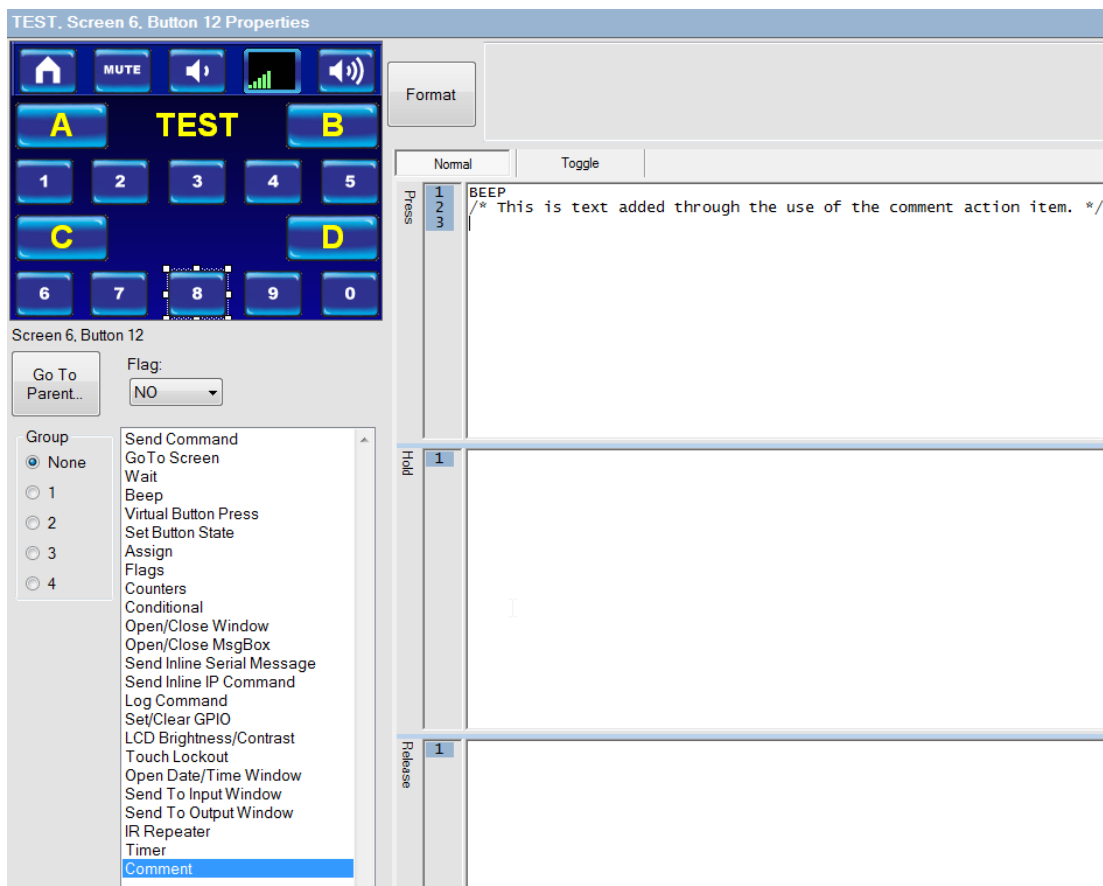 TEST, Screen 6, Button 12 Properties
MUTE
A TEST B
1 2 3 4 5
C D
6 7 8 9 0
Screen 6, Button 12
Go To
Parent...
Flag:
NO
Group
None
1
2
3
4
Send Command
GoTo Screen
Wait
Beep
Virtual Button Press
Set Button State
Assign
Flags
Counters
Conditional
Open/Close Window
Open/Close MsgBox
Send Inline Serial Message
Send Inline IP Command
Log Command
Set/Clear GPIO
LCD Brightness/Contrast
Touch Lockout
Open Date/Time Window
Send To Input Window
Send To Output Window
IR Repeater
Timer
Comment
Format
Normal Toggle
Press
1 BEEP
2 /* This is text added through the use of the comment action item. */
3
Hold
1
Release
1